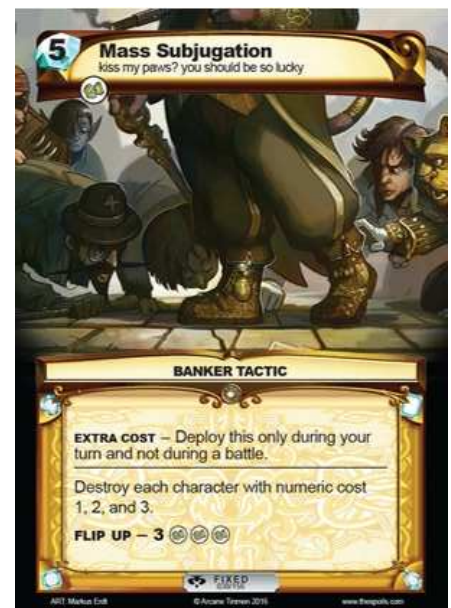 5
Mass Subjugation
kiss my paws? you should be so lucky
BANKER TACTIC
EXTRA COST – Deploy this only during your
turn and not during a battle.
Destroy each character with numeric cost
1, 2, and 3.
FLIP UP – 3
FIXED
ART: Markus Erdt
©Arcane Tinmen 2016
www.thespoils.com